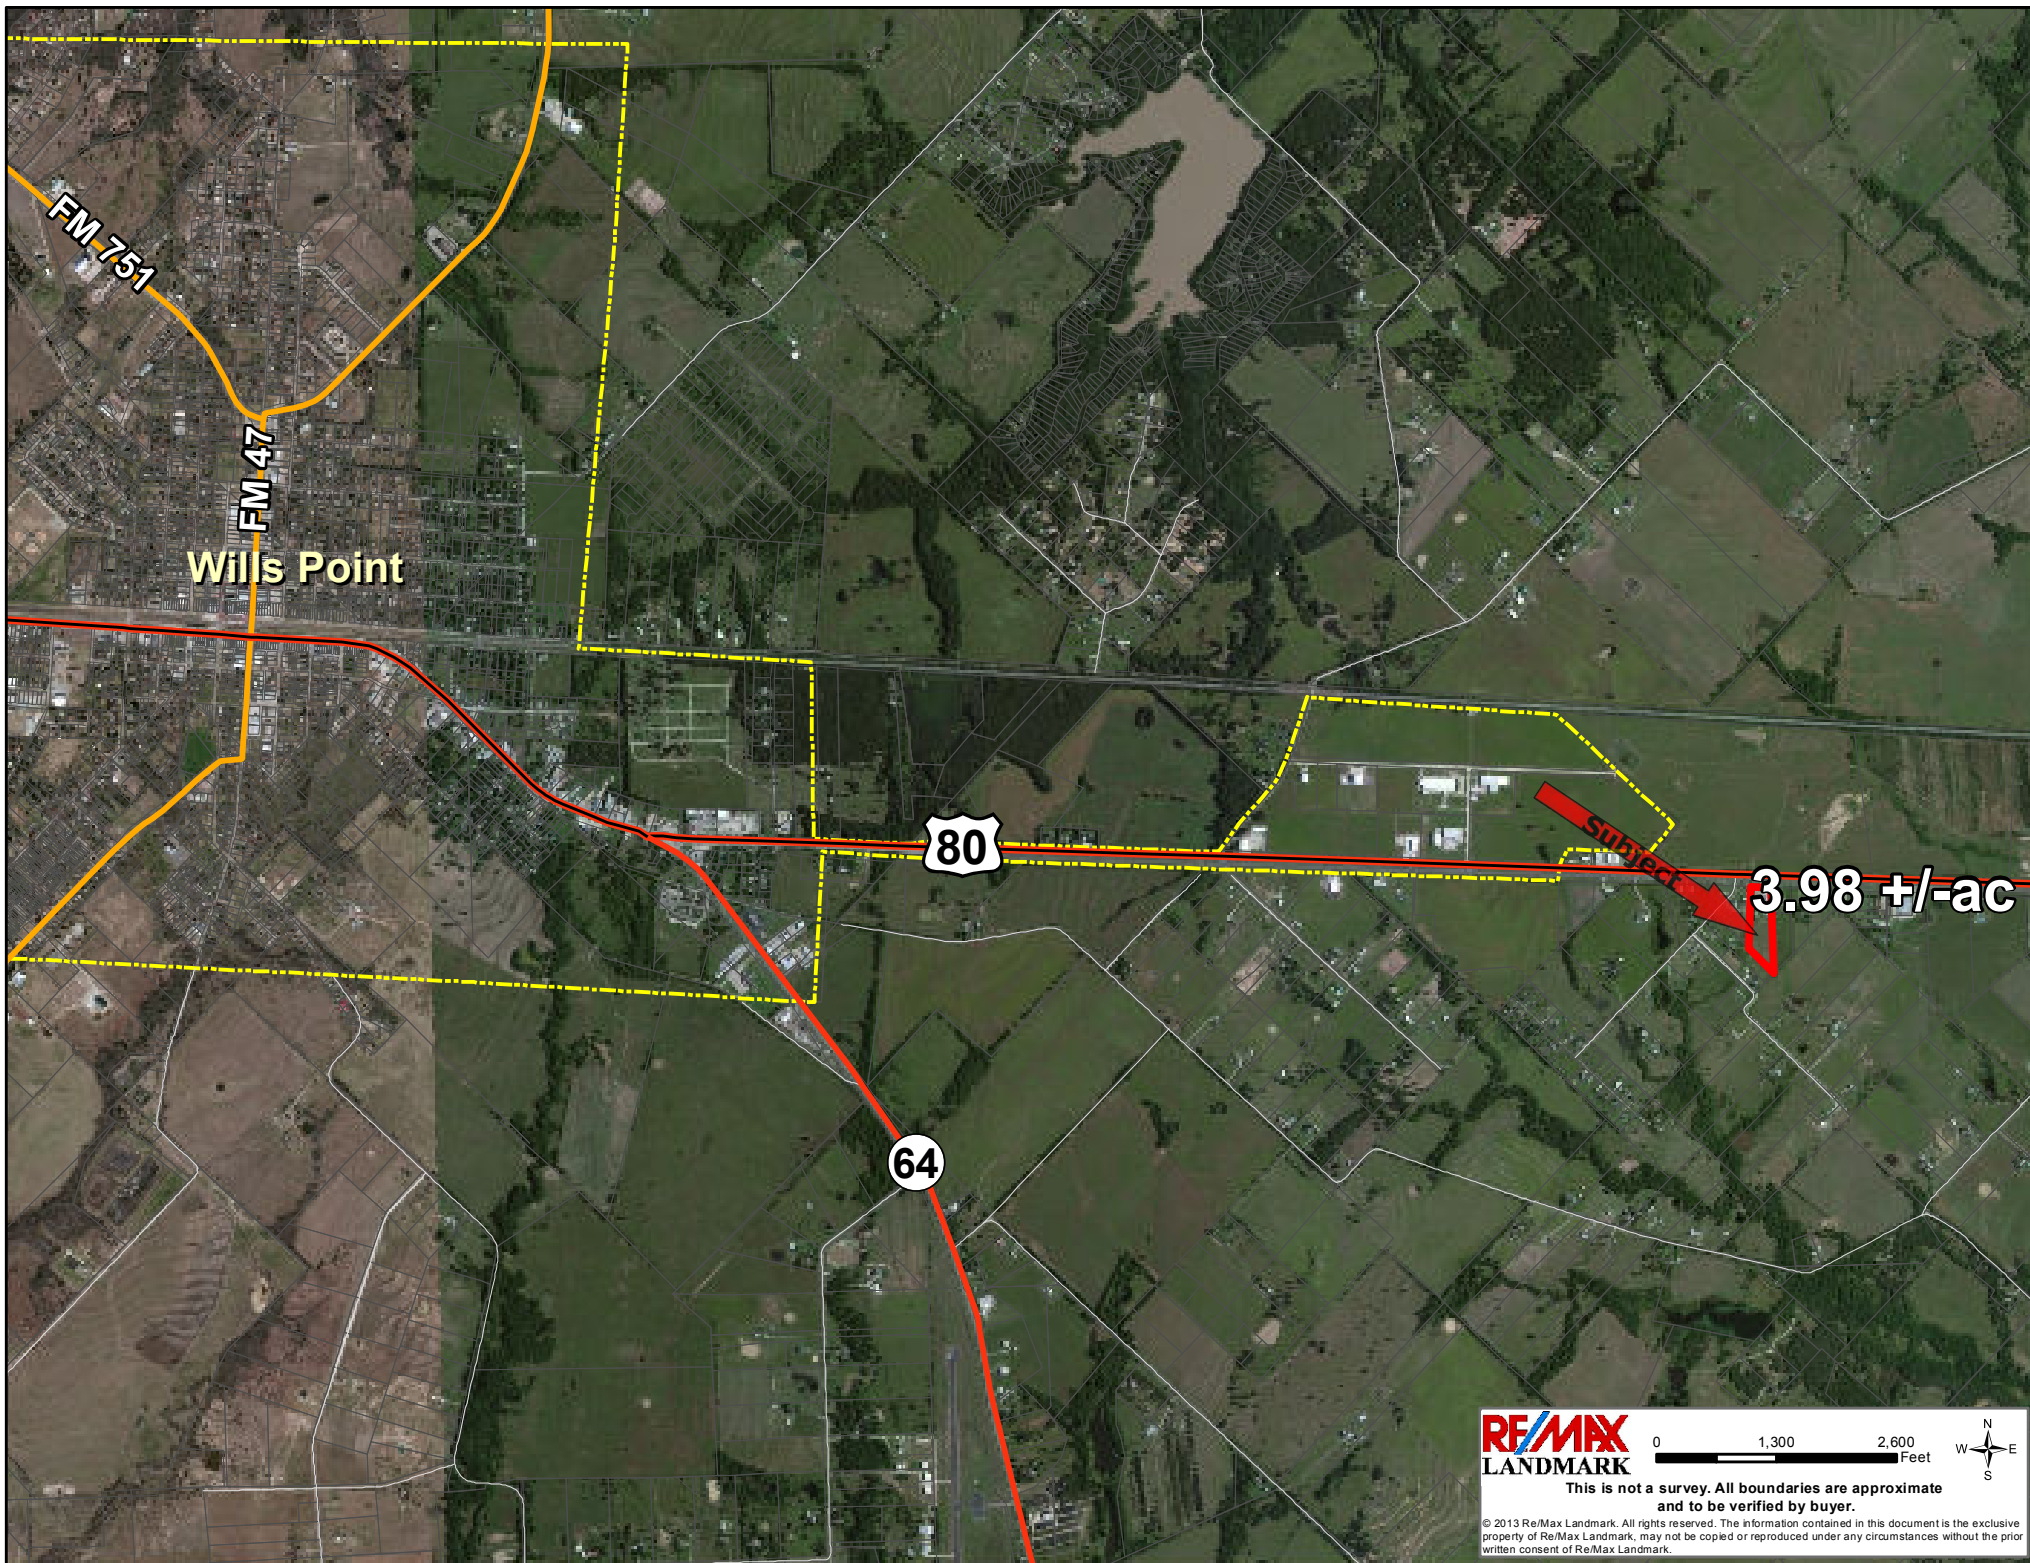 FM 751
FM 47
Wills Point
80
Subject
3.98 +/-ac
64
RE/MAX
LANDMARK
0 1,300 2,600
Feet
N
W E
S
This is not a survey. All boundaries are approximate
and to be verified by buyer.
© 2013 Re/Max Landmark. All rights reserved. The information contained in this document is the exclusive
property of Re/Max Landmark, may not be copied or reproduced under any circumstances without the prior
written consent of Re/Max Landmark.